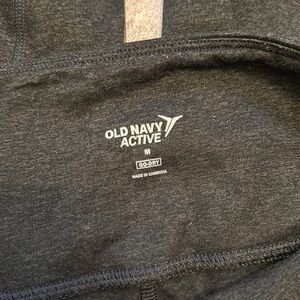 OLD NAVY
ACTIVE
M
GO-DRY
MADE IN CAMBODIA